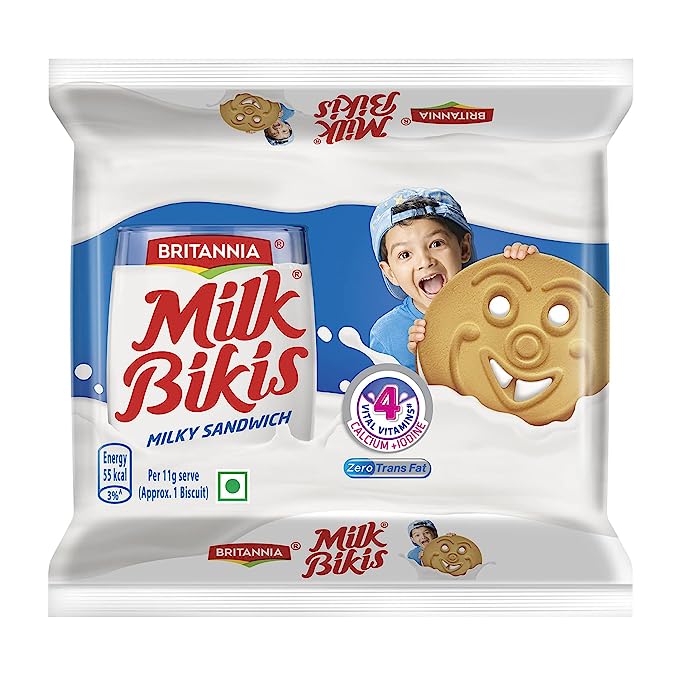 BRITANNIA ®
Milk ®
Bikis
BRITANNIA ®
Milk ®
Bikis
MILKY SANDWICH
4
VITAL VITAMINS#
CALCIUM + IODINE
Zero Trans Fat
Energy
55 kcal
3%^
Per 11g serve
(Approx. 1 Biscuit)
BRITANNIA ®
Milk ®
Bikis